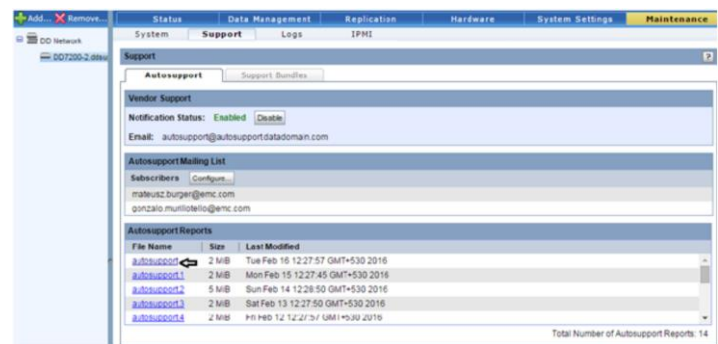 Add... Remove...
Status Data Management Replication Hardware System Settings Maintenance
System Support Logs IPMI
DD Network
DD7200-2.ddsu
Support
Autosupport Support Bundles
Vendor Support
Notification Status: Enabled Disable
Email: autosupport@autosupport.datadomain.com
Autosupport Mailing List
Subscribers Configure...
mateusz.burger@emc.com
gonzalo.murillotello@emc.com
Autosupport Reports
File Name Size Last Modified
autosupport 2 MiB Tue Feb 16 12:27:57 GMT+530 2016
autosupport.1 2 MiB Mon Feb 15 12:27:45 GMT+530 2016
autosupport.2 5 MiB Sun Feb 14 12:28:50 GMT+530 2016
autosupport.3 2 MiB Sat Feb 13 12:27:50 GMT+530 2016
autosupport.4 2 MiB Fri Feb 12 12:27:57 GMT+530 2016
Total Number of Autosupport Reports: 14